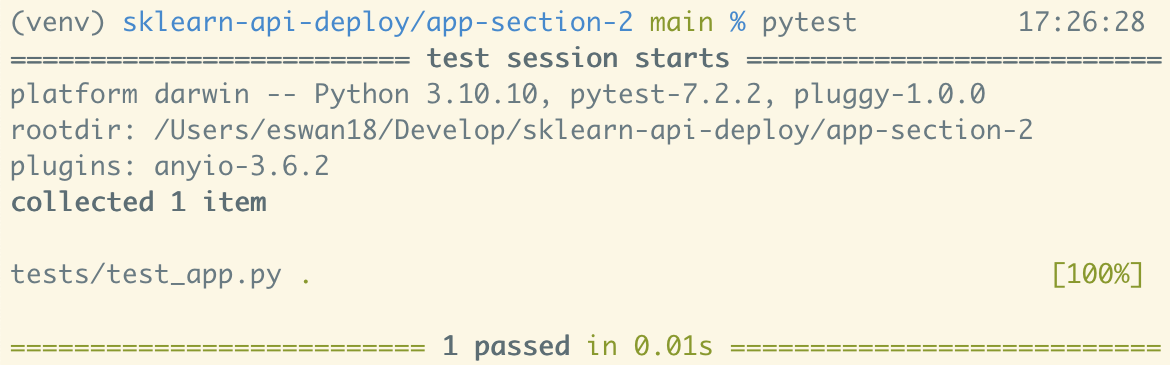 (venv) sklearn-api-deploy/app-section-2 main % pytest 17:26:28
========================= test session starts ==========================
platform darwin -- Python 3.10.10, pytest-7.2.2, pluggy-1.0.0
rootdir: /Users/eswan18/Develop/sklearn-api-deploy/app-section-2
plugins: anyio-3.6.2
collected 1 item
tests/test_app.py . [100%]
========================== 1 passed in 0.01s ===========================